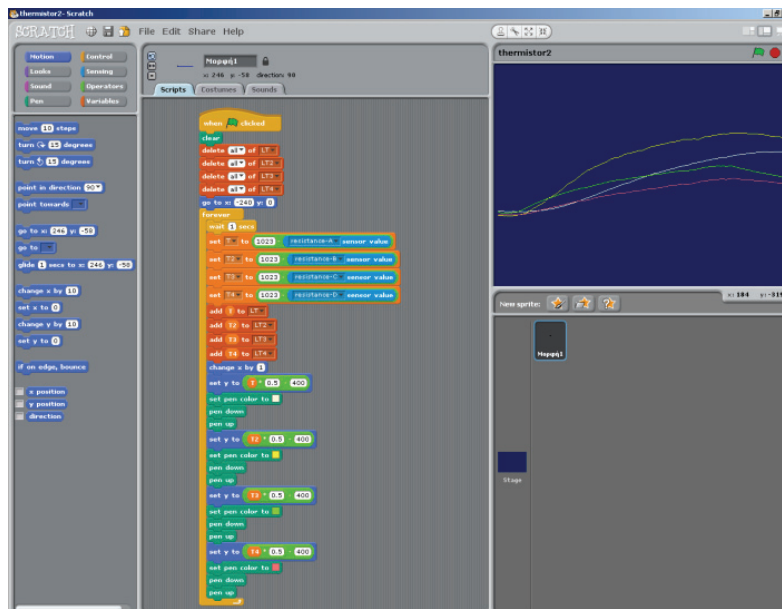 thermistor2- Scratch
SCRATCH File Edit Share Help
Motion Control
Looks Sensing
Sound Operators
Pen Variables
move 10 steps
turn 15 degrees
turn 15 degrees
point in direction 90
point towards
go to x: 246 y: -58
go to
glide 1 secs to x: 246 y: -58
change x by 10
set x to 0
change y by 10
set y to 0
if on edge, bounce
x position
y position
direction
Μορφή1
x: 246 y: -58 direction: 90
Scripts Costumes Sounds
when clicked
clear
delete all of LT
delete all of LT2
delete all of LT3
delete all of LT4
go to x: -240 y: 0
forever
wait 1 secs
set T to 1023 - resistance-A sensor value
set T2 to 1023 - resistance-B sensor value
set T3 to 1023 - resistance-C sensor value
set T4 to 1023 - resistance-D sensor value
add T to LT
add T2 to LT2
add T3 to LT3
add T4 to LT4
change x by 1
set y to T * 0.5 - 400
set pen color to
pen down
pen up
set y to T2 * 0.5 - 400
set pen color to
pen down
pen up
set y to T3 * 0.5 - 400
set pen color to
pen down
pen up
set y to T4 * 0.5 - 400
set pen color to
pen down
pen up
thermistor2
x: 184 y: -319
New sprite:
Μορφή1
Stage